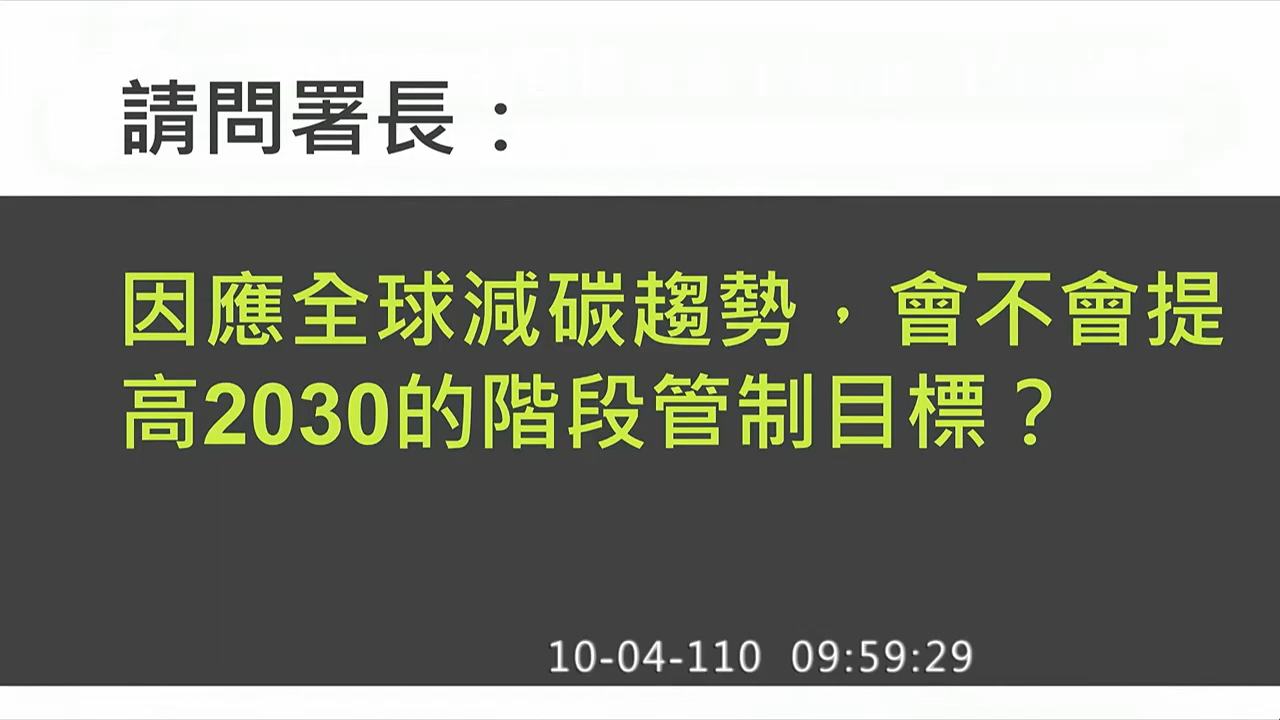 請問署長：
因應全球減碳趨勢，會不會提
高2030的階段管制目標？
10-04-110 09:59:29